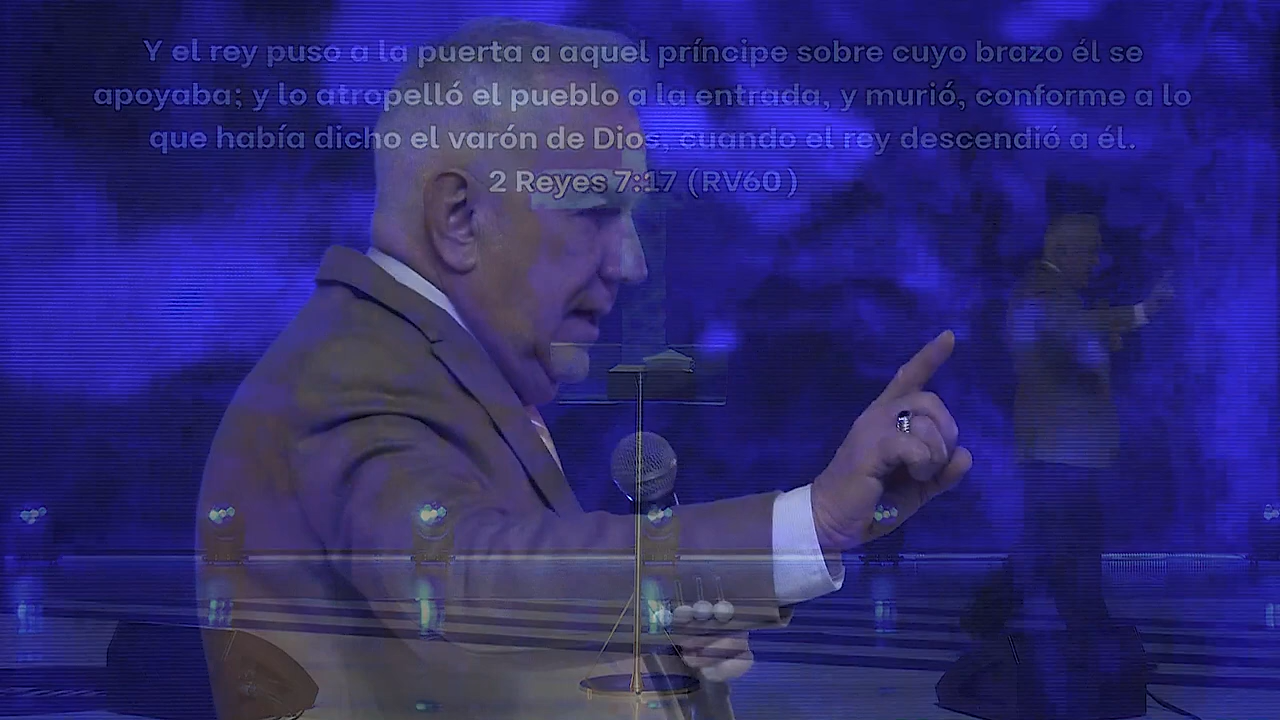 Y el rey puso a la puerta a aquel príncipe sobre cuyo brazo él se
apoyaba; y lo atropelló el pueblo a la entrada, y murió, conforme a lo
que había dicho el varón de Dios, cuando el rey descendió a él.
2 Reyes 7:17 (RV60)